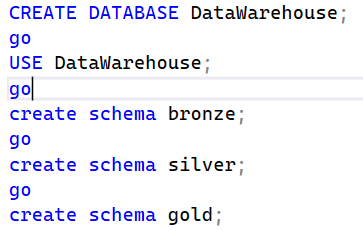 CREATE DATABASE DataWarehouse;
go
USE DataWarehouse;
go
create schema bronze;
go
create schema silver;
go
create schema gold;